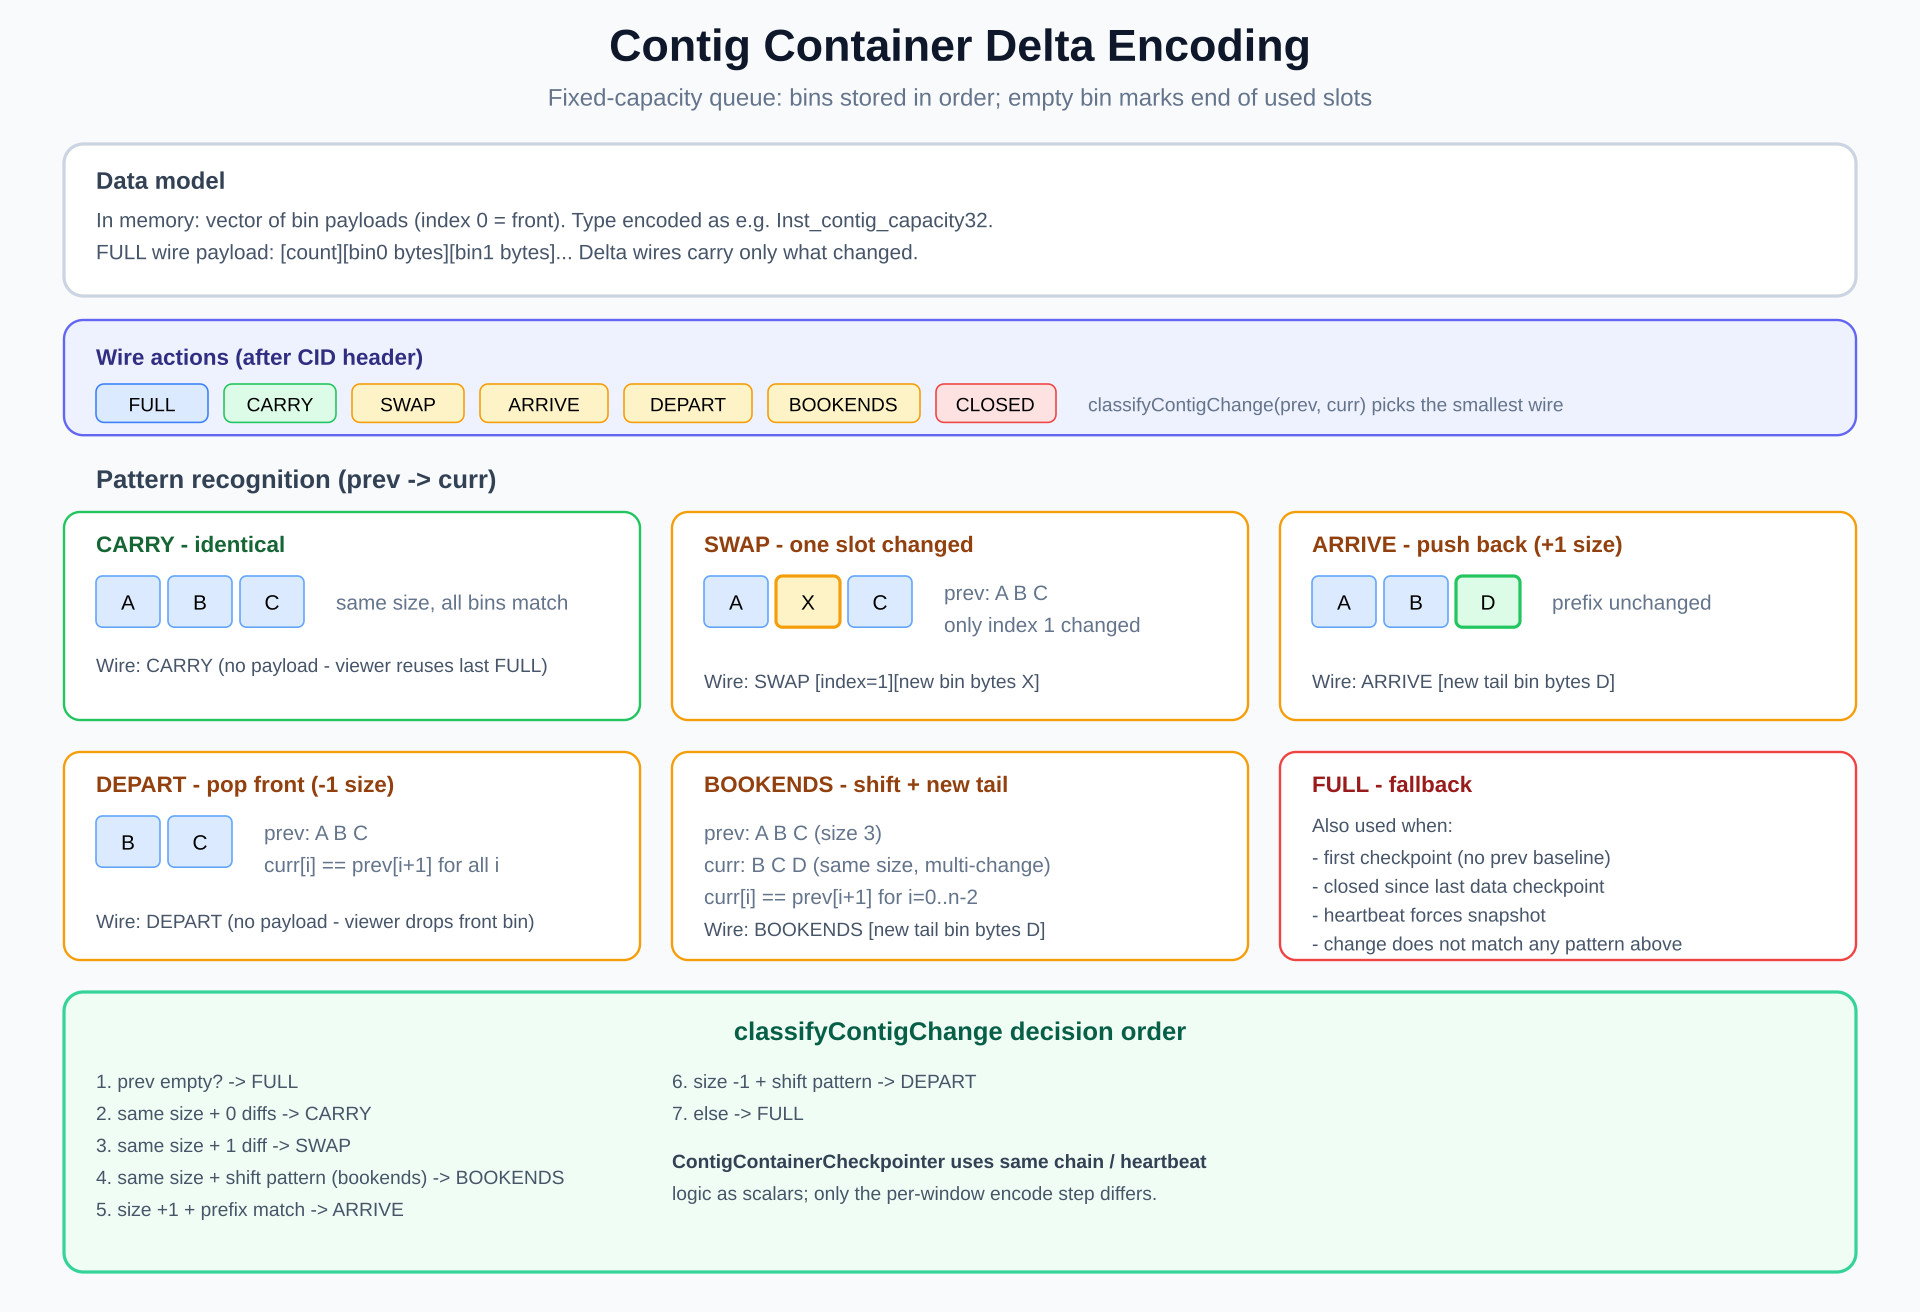 Contig Container Delta Encoding
Fixed-capacity queue: bins stored in order; empty bin marks end of used slots
Data model
In memory: vector of bin payloads (index 0 = front). Type encoded as e.g. Inst_contig_capacity32.
FULL wire payload: [count][bin0 bytes][bin1 bytes]... Delta wires carry only what changed.
Wire actions (after CID header)
FULL CARRY SWAP ARRIVE DEPART BOOKENDS CLOSED classifyContigChange(prev, curr) picks the smallest wire
Pattern recognition (prev -> curr)
CARRY - identical
A B C same size, all bins match
Wire: CARRY (no payload - viewer reuses last FULL)
SWAP - one slot changed
A X C
prev: A B C
only index 1 changed
Wire: SWAP [index=1][new bin bytes X]
ARRIVE - push back (+1 size)
A B D prefix unchanged
Wire: ARRIVE [new tail bin bytes D]
DEPART - pop front (-1 size)
B C
prev: A B C
curr[i] == prev[i+1] for all i
Wire: DEPART (no payload - viewer drops front bin)
BOOKENDS - shift + new tail
prev: A B C (size 3)
curr: B C D (same size, multi-change)
curr[i] == prev[i+1] for i=0..n-2
Wire: BOOKENDS [new tail bin bytes D]
FULL - fallback
Also used when:
- first checkpoint (no prev baseline)
- closed since last data checkpoint
- heartbeat forces snapshot
- change does not match any pattern above
classifyContigChange decision order
1. prev empty? -> FULL
2. same size + 0 diffs -> CARRY
3. same size + 1 diff -> SWAP
4. same size + shift pattern (bookends) -> BOOKENDS
5. size +1 + prefix match -> ARRIVE
6. size -1 + shift pattern -> DEPART
7. else -> FULL
ContigContainerCheckpointer uses same chain / heartbeat
logic as scalars; only the per-window encode step differs.